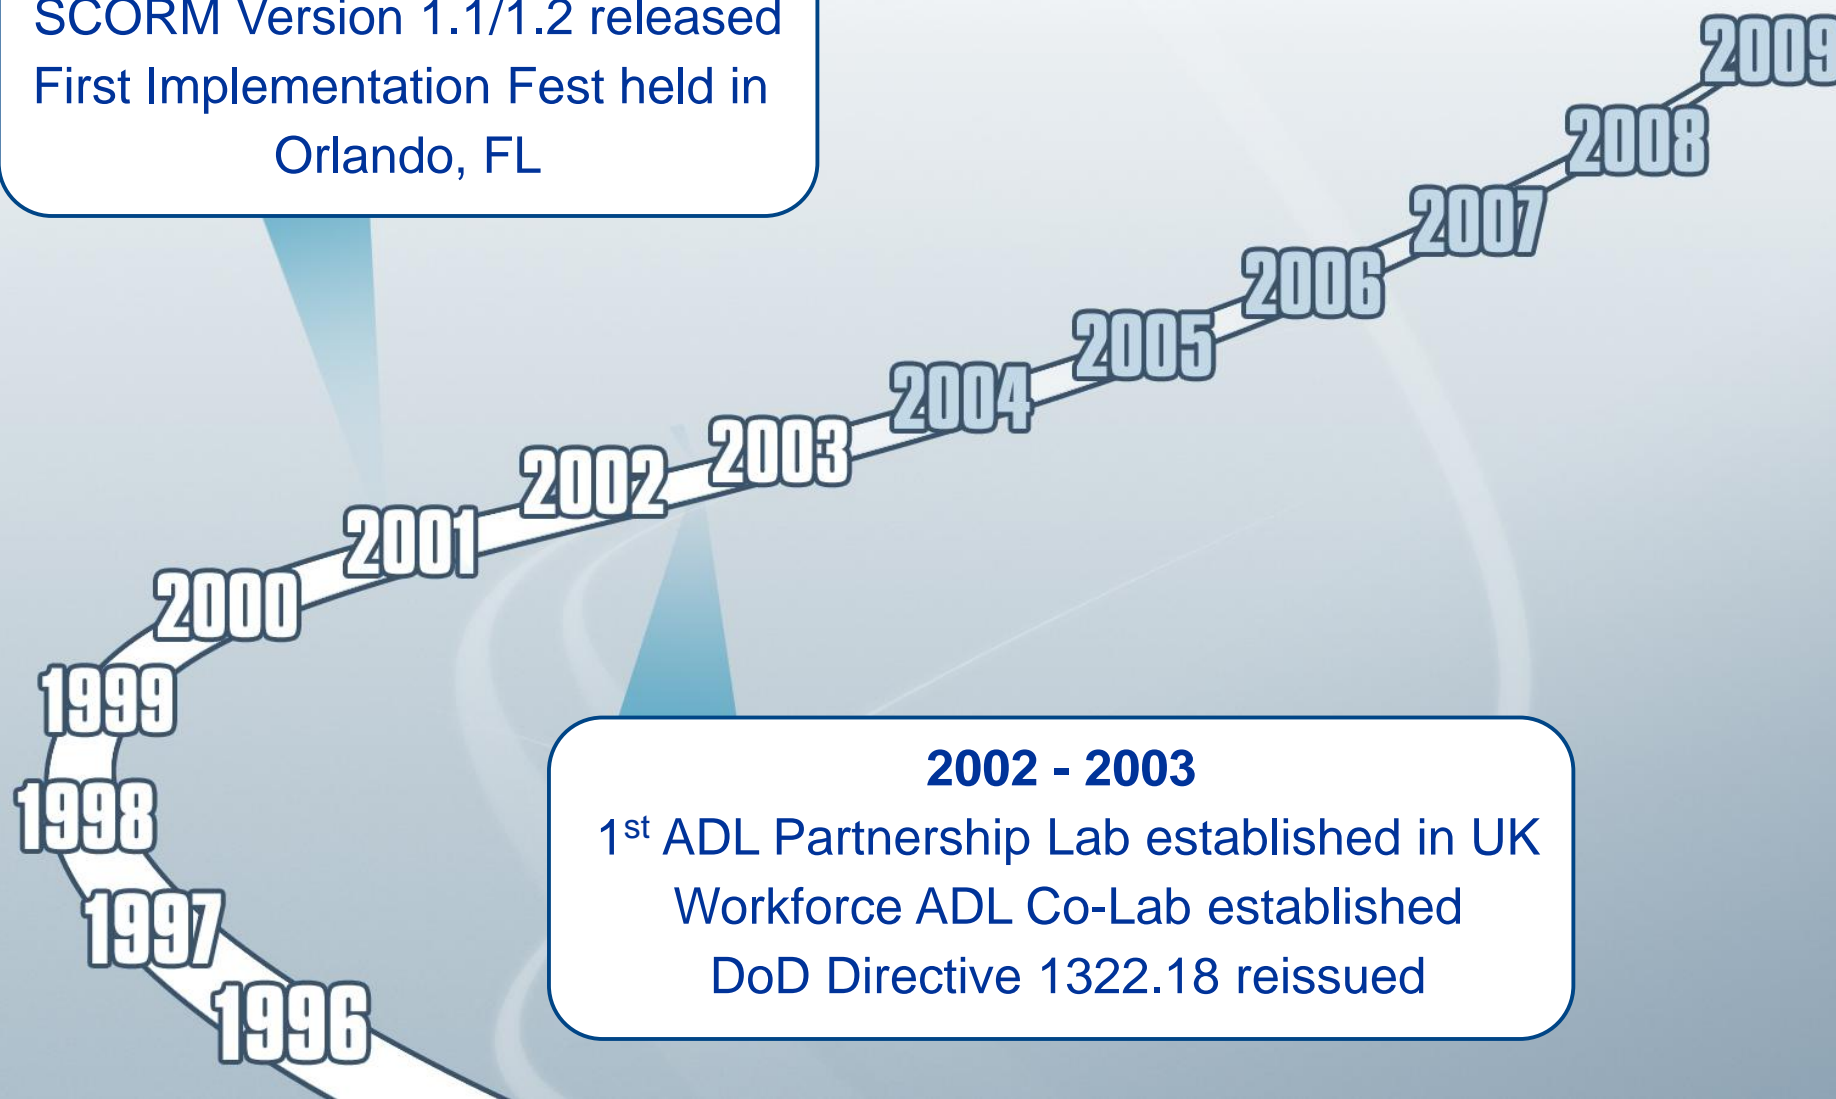 SCORM Version 1.1/1.2 released
First Implementation Fest held in
Orlando, FL
2009
2008
2007
2006
2005
2004
2003
2002
2001
2000
1999
1998
1997
1996
2002 - 2003
1st ADL Partnership Lab established in UK
Workforce ADL Co-Lab established
DoD Directive 1322.18 reissued